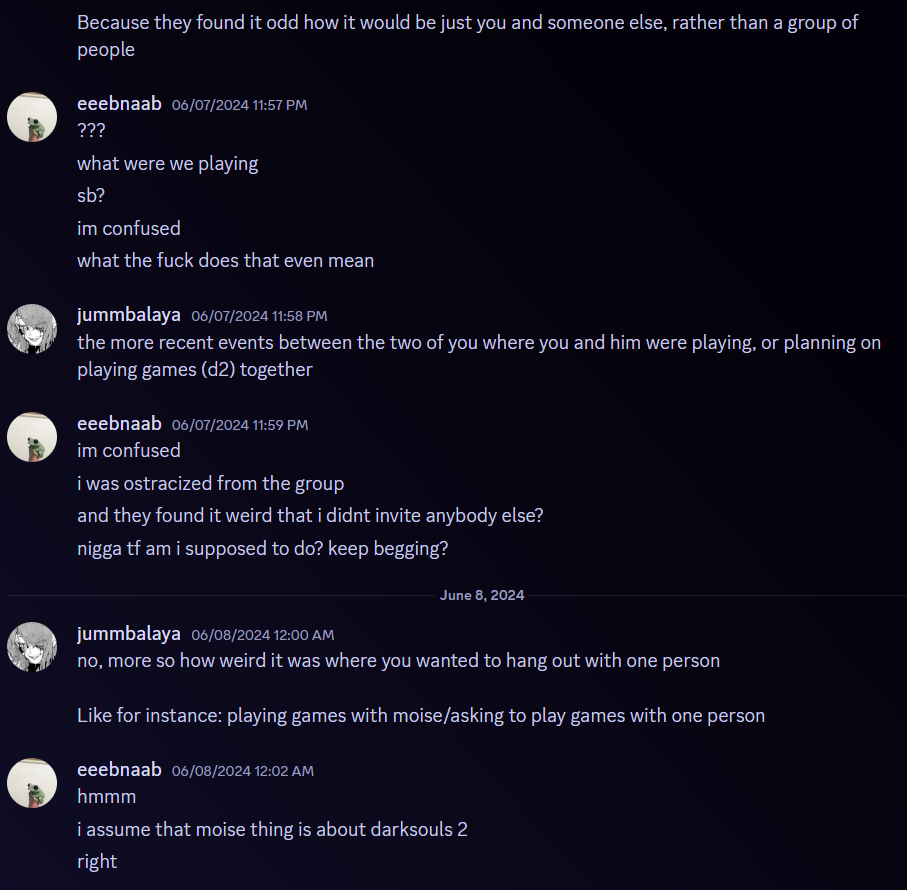 Because they found it odd how it would be just you and someone else, rather than a group of
people
eeebnaab 06/07/2024 11:57 PM
???
what were we playing
sb?
im confused
what the fuck does that even mean
jummbalaya 06/07/2024 11:58 PM
the more recent events between the two of you where you and him were playing, or planning on
playing games (d2) together
eeebnaab 06/07/2024 11:59 PM
im confused
i was ostracized from the group
and they found it weird that i didnt invite anybody else?
nigga tf am i supposed to do? keep begging?
June 8, 2024
jummbalaya 06/08/2024 12:00 AM
no, more so how weird it was where you wanted to hang out with one person
Like for instance: playing games with moise/asking to play games with one person
eeebnaab 06/08/2024 12:02 AM
hmmm
i assume that moise thing is about darksouls 2
right